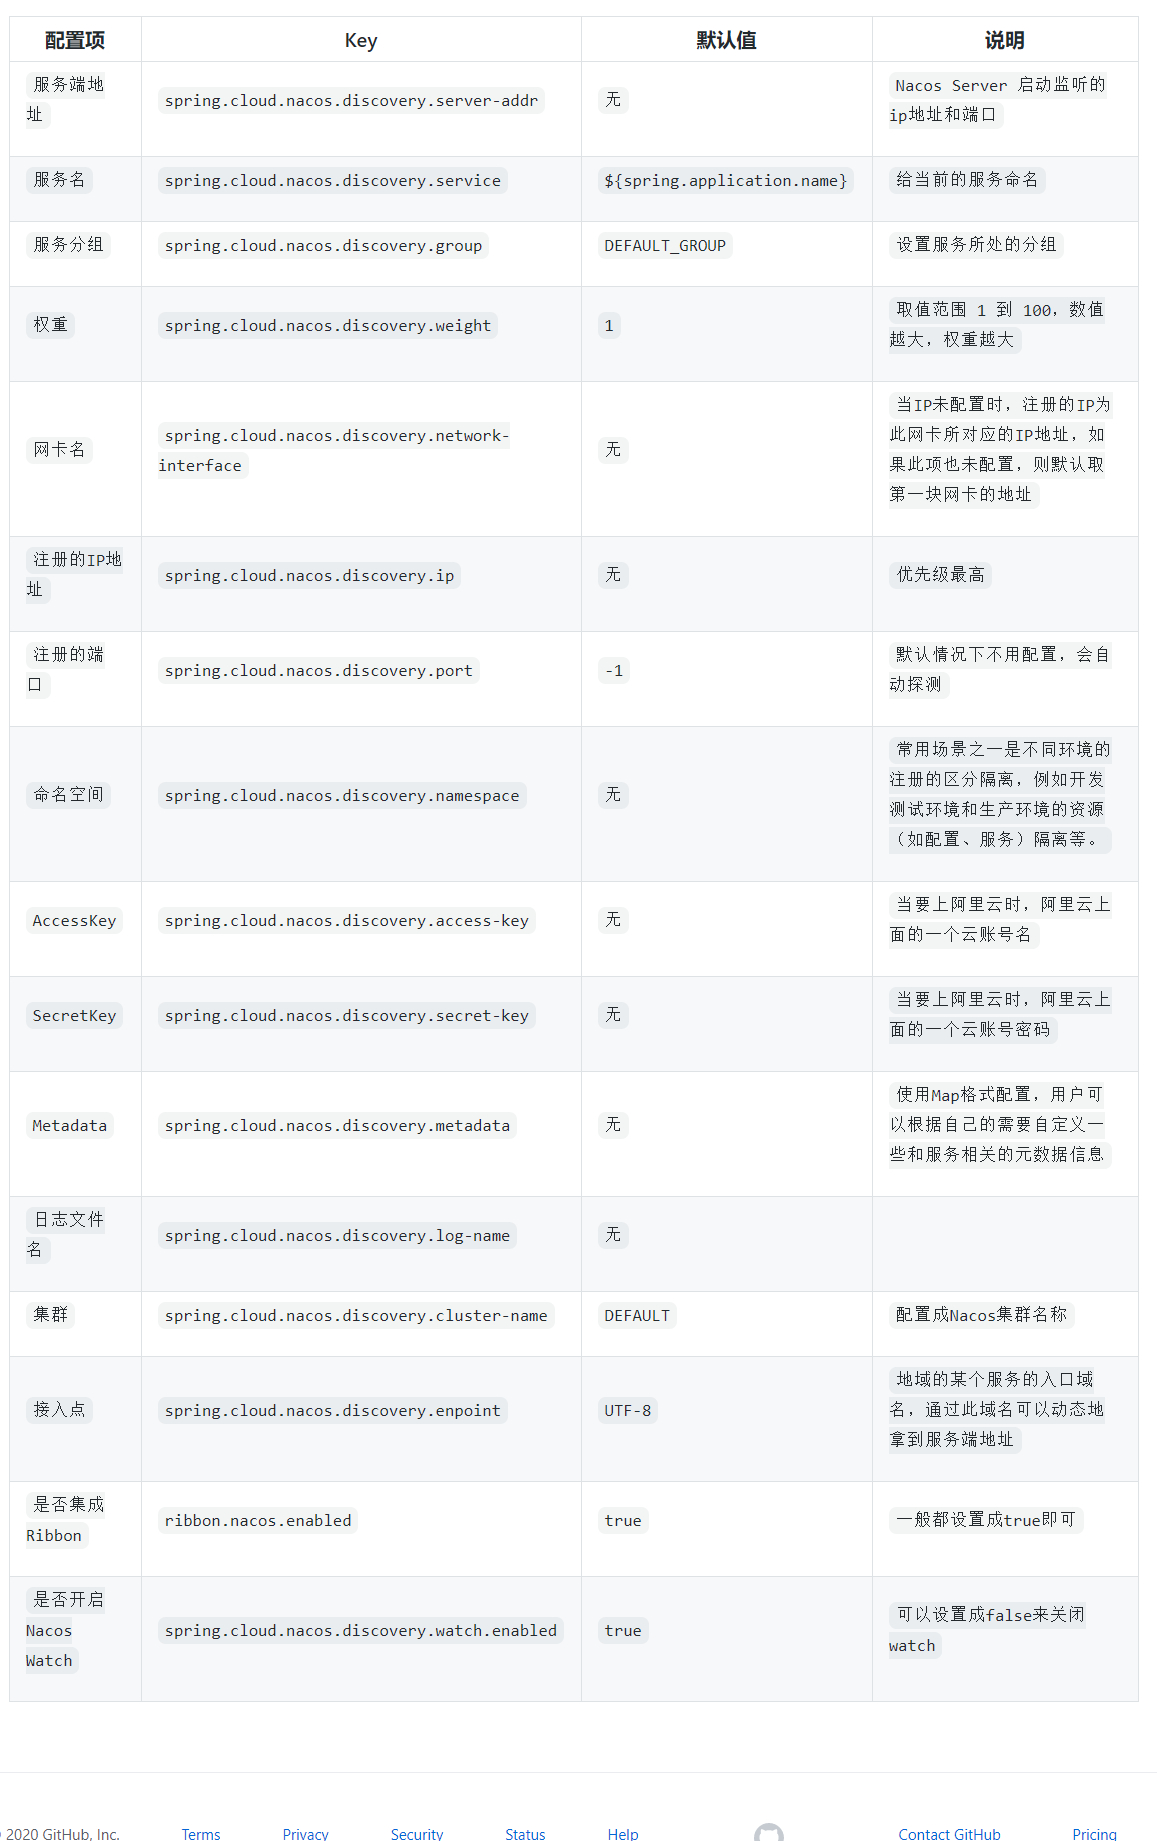 配置项 Key 默认值 说明
服务端地
址
spring.cloud.nacos.discovery.server-addr
无
Nacos Server 启动监听的
ip地址和端口
服务名 spring.cloud.nacos.discovery.service ${spring.application.name} 给当前的服务命名
服务分组 spring.cloud.nacos.discovery.group DEFAULT_GROUP 设置服务所处的分组
权重
spring.cloud.nacos.discovery.weight
1
取值范围 1 到 100，数值
越大，权重越大
网卡名
spring.cloud.nacos.discovery.network-
interface
无
当IP未配置时，注册的IP为
此网卡所对应的IP地址，如
果此项也未配置，则默认取
第一块网卡的地址
注册的IP地
址
spring.cloud.nacos.discovery.ip
无
优先级最高
注册的端
口
spring.cloud.nacos.discovery.port
-1
默认情况下不用配置，会自
动探测
命名空间
spring.cloud.nacos.discovery.namespace
无
常用场景之一是不同环境的
注册的区分隔离，例如开发
测试环境和生产环境的资源
（如配置、服务）隔离等。
AccessKey
spring.cloud.nacos.discovery.access-key
无
当要上阿里云时，阿里云上
面的一个云账号名
SecretKey
spring.cloud.nacos.discovery.secret-key
无
当要上阿里云时，阿里云上
面的一个云账号密码
Metadata
spring.cloud.nacos.discovery.metadata
无
使用Map格式配置，用户可
以根据自己的需要自定义一
些和服务相关的元数据信息
日志文件
名
spring.cloud.nacos.discovery.log-name
无
集群 spring.cloud.nacos.discovery.cluster-name DEFAULT 配置成Nacos集群名称
接入点
spring.cloud.nacos.discovery.enpoint
UTF-8
地域的某个服务的入口域
名，通过此域名可以动态地
拿到服务端地址
是否集成
Ribbon
ribbon.nacos.enabled
true
一般都设置成true即可
是否开启
Nacos
Watch
spring.cloud.nacos.discovery.watch.enabled
true
可以设置成false来关闭
watch
© 2020 GitHub, Inc. Terms Privacy Security Status Help Contact GitHub Pricing